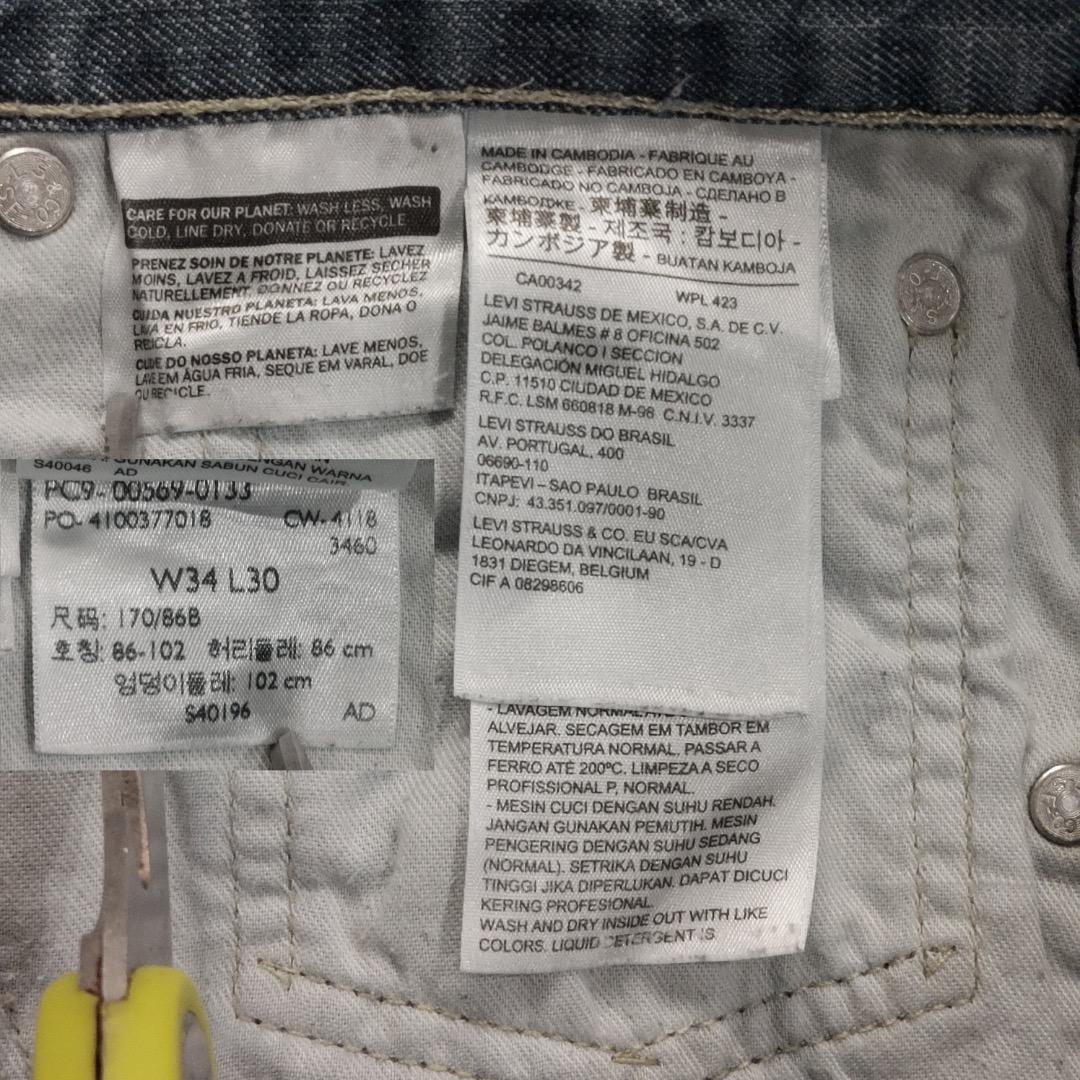 CARE FOR OUR PLANET: WASH LESS, WASH
COLD, LINE DRY, DONATE OR RECYCLE
PRENEZ SOIN DE NOTRE PLANETE: LAVEZ
MOINS, LAVEZ A FROID, LAISSEZ SÉCHER
NATURELLEMENT, DONNEZ OU RECYCLEZ
CUIDA NUESTRO PLANETA: LAVA MENOS,
LAVA EN FRIO, TIENDE LA ROPA, DONA O
RECICLA.
CUIDE DO NOSSO PLANETA: LAVE MENOS,
LAVE EM ÁGUA FRIA, SEQUE EM VARAL, DOE
OU RECICLE.
S40046 AD GUNAKAN SABUN CUCI CAIR
DENGAN WARNA
PC9-00569-0133
PO-4100377018 CW-4118
3460
W34 L30
尺码: 170/86B
호칭: 86-102 허리둘레: 86 cm
엉덩이둘레: 102 cm
S40196 AD
MADE IN CAMBODIA - FABRIQUE AU
CAMBODGE - FABRICADO EN CAMBOYA -
FABRICADO NO CAMBOJA - СДЕЛАНО В
КАМБОДЖЕ - 柬埔寨制造 -
柬埔寨製 - 제조국 : 캄보디아 -
カンボジア製 - BUATAN KAMBOJA
CA00342 WPL 423
LEVI STRAUSS DE MEXICO, S.A. DE C.V.
JAIME BALMES # 8 OFICINA 502
COL. POLANCO I SECCION
DELEGACIÓN MIGUEL HIDALGO
C.P. 11510 CIUDAD DE MEXICO
R.F.C. LSM 660818 M-98 C.N.I.V. 3337
LEVI STRAUSS DO BRASIL
AV. PORTUGAL, 400
06690-110
ITAPEVI – SAO PAULO BRASIL
CNPJ: 43.351.097/0001-90
LEVI STRAUSS & CO. EU SCA/CVA
LEONARDO DA VINCILAAN, 19 - D
1831 DIEGEM, BELGIUM
CIF A 08298606
- LAVAGEM NORMAL
ALVEJAR. SECAGEM EM TAMBOR EM
TEMPERATURA NORMAL. PASSAR A
FERRO ATÉ 200ºC. LIMPEZA A SECO
PROFISSIONAL P, NORMAL.
- MESIN CUCI DENGAN SUHU RENDAH.
JANGAN GUNAKAN PEMUTIH. MESIN
PENGERING DENGAN SUHU SEDANG
(NORMAL). SETRIKA DENGAN SUHU
TINGGI JIKA DIPERLUKAN. DAPAT DICUCI
KERING PROFESIONAL.
WASH AND DRY INSIDE OUT WITH LIKE
COLORS. LIQUID DETERGENT IS